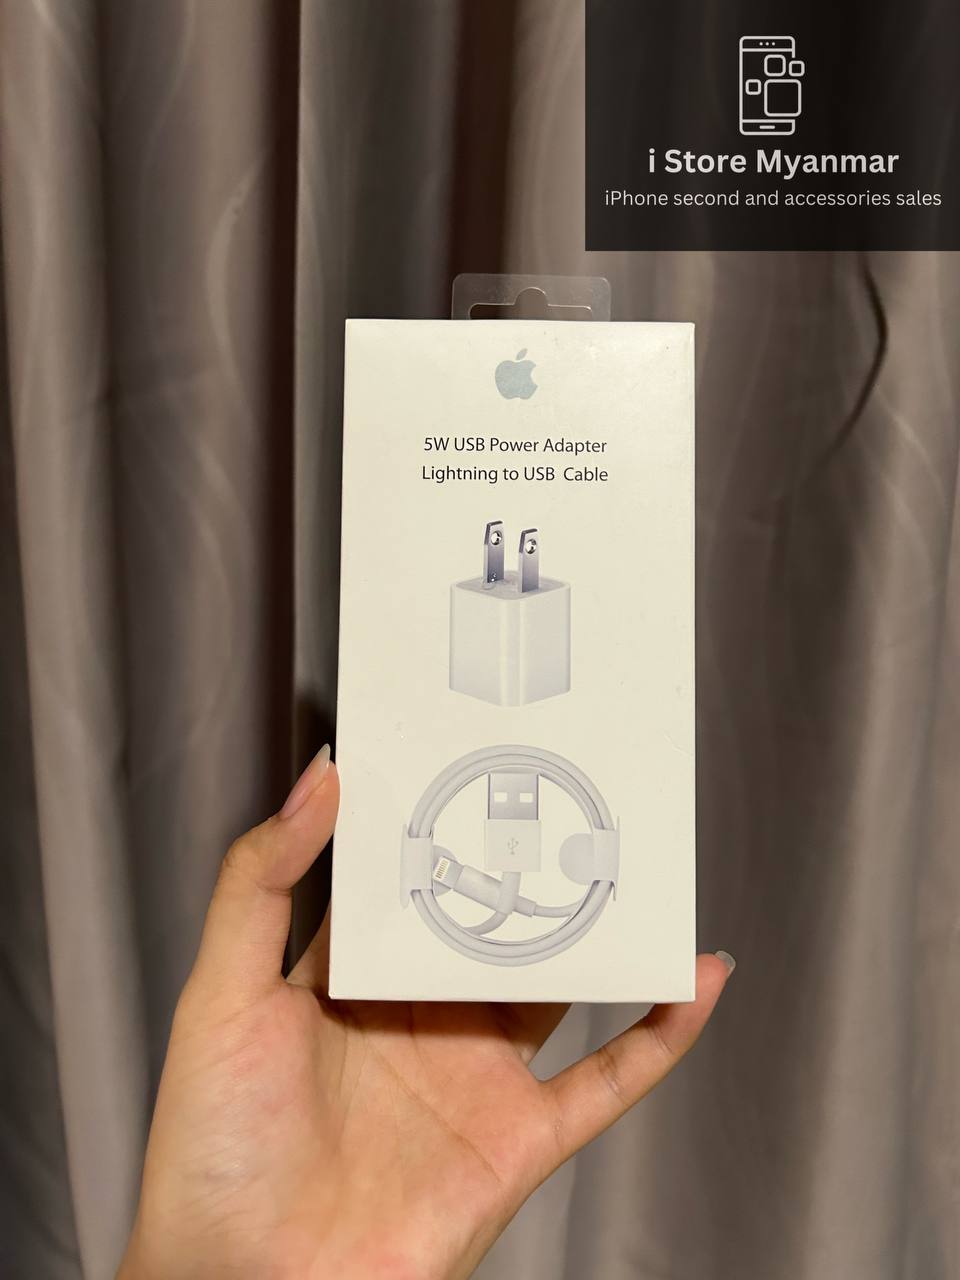 i Store Myanmar
iPhone second and accessories sales
5W USB Power Adapter
Lightning to USB  Cable